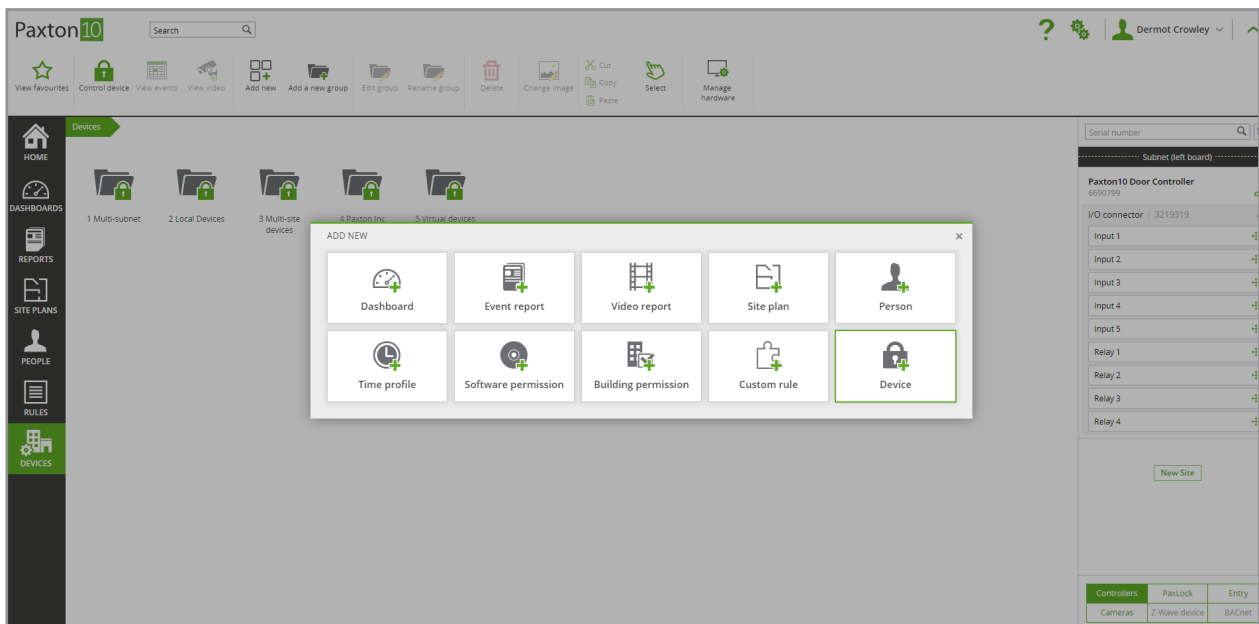 Paxton10
Search
?
Dermot Crowley
View favourites
Control device
View events
View video
Add new
Add a new group
Edit group
Rename group
Delete
Change image
Cut
Copy
Paste
Select
Manage
hardware
HOME
DASHBOARDS
REPORTS
SITE PLANS
PEOPLE
RULES
DEVICES
Devices
1 Multi-subnet
2 Local Devices
3 Multi-site
devices
4 Paxton Inc
5 Virtual devices
ADD NEW
×
Dashboard
Event report
Video report
Site plan
Person
Time profile
Software permission
Building permission
Custom rule
Device
Serial number
Subnet (left board)
Paxton10 Door Controller
6690799
I/O connector | 3219319
Input 1
Input 2
Input 3
Input 4
Input 5
Relay 1
Relay 2
Relay 3
Relay 4
New Site
Controllers
PaxLock
Entry
Cameras
Z-Wave device
BACnet